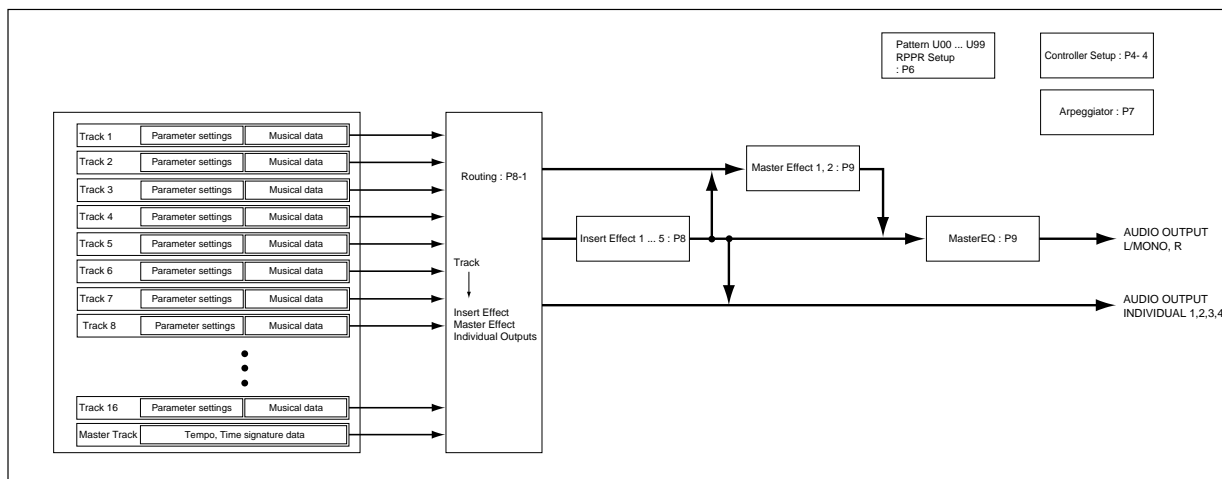 Pattern U00 ... U99
RPPR Setup
: P6
Controller Setup : P4- 4
Arpeggiator : P7
Track 1 Parameter settings Musical data
Track 2 Parameter settings Musical data
Track 3 Parameter settings Musical data
Track 4 Parameter settings Musical data
Track 5 Parameter settings Musical data
Track 6 Parameter settings Musical data
Track 7 Parameter settings Musical data
Track 8 Parameter settings Musical data
Track 16 Parameter settings Musical data
Master Track Tempo, Time signature data
Routing : P8-1
Track
Insert Effect
Master Effect
Individual Outputs
Insert Effect 1 ... 5 : P8
Master Effect 1, 2 : P9
MasterEQ : P9
AUDIO OUTPUT
L/MONO, R
AUDIO OUTPUT
INDIVIDUAL 1,2,3,4